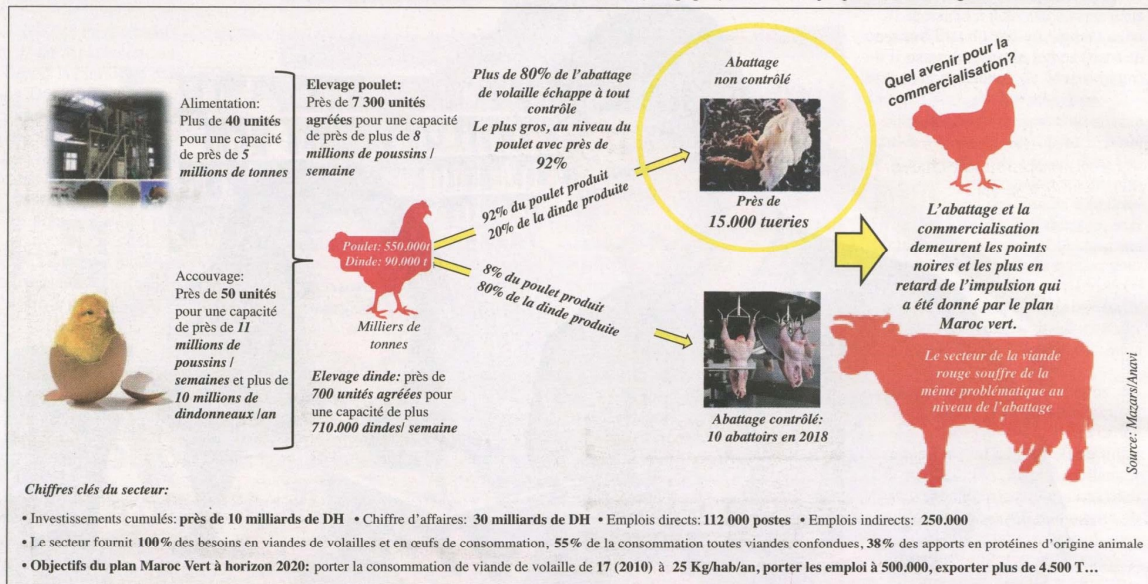 Alimentation:
Plus de 40 unités
pour une capacité
de près de 5
millions de tonnes
Accouvage:
Près de 50 unités
pour une capacité
de près de 11
millions de
poussins /
semaines et plus de
10 millions de
dindonneaux /an
Elevage poulet:
Près de 7 300 unités
agréées pour une capacité
de près de plus de 8
millions de poussins /
semaine
Poulet: 550.000t
Dinde: 90.000 t
Milliers de
tonnes
Elevage dinde: près de
700 unités agréées pour
une capacité de plus
710.000 dindes/ semaine
Plus de 80% de l'abattage
de volaille échappe à tout
contrôle
Le plus gros, au niveau du
poulet avec près de
92%
92% du poulet produit
20% de la dinde produite
8% du poulet produit
80% de la dinde produite
Abattage
non contrôlé
Près de
15.000 tueries
Abattage contrôlé:
10 abattoirs en 2018
Quel avenir pour la
commercialisation?
L'abattage et la
commercialisation
demeurent les points
noires et les plus en
retard de l'impulsion qui
a été donné par le plan
Maroc vert.
Le secteur de la viande
rouge souffre de la
même problématique au
niveau de l'abattage
Source: Mazars/Anavi
Chiffres clés du secteur:
• Investissements cumulés: près de 10 milliards de DH • Chiffre d'affaires: 30 milliards de DH • Emplois directs: 112 000 postes • Emplois indirects: 250.000
• Le secteur fournit 100% des besoins en viandes de volailles et en œufs de consommation, 55% de la consommation toutes viandes confondues, 38% des apports en protéines d'origine animale
• Objectifs du plan Maroc Vert à horizon 2020: porter la consommation de viande de volaille de 17 (2010) à 25 Kg/hab/an, porter les emploi à 500.000, exporter plus de 4.500 T…